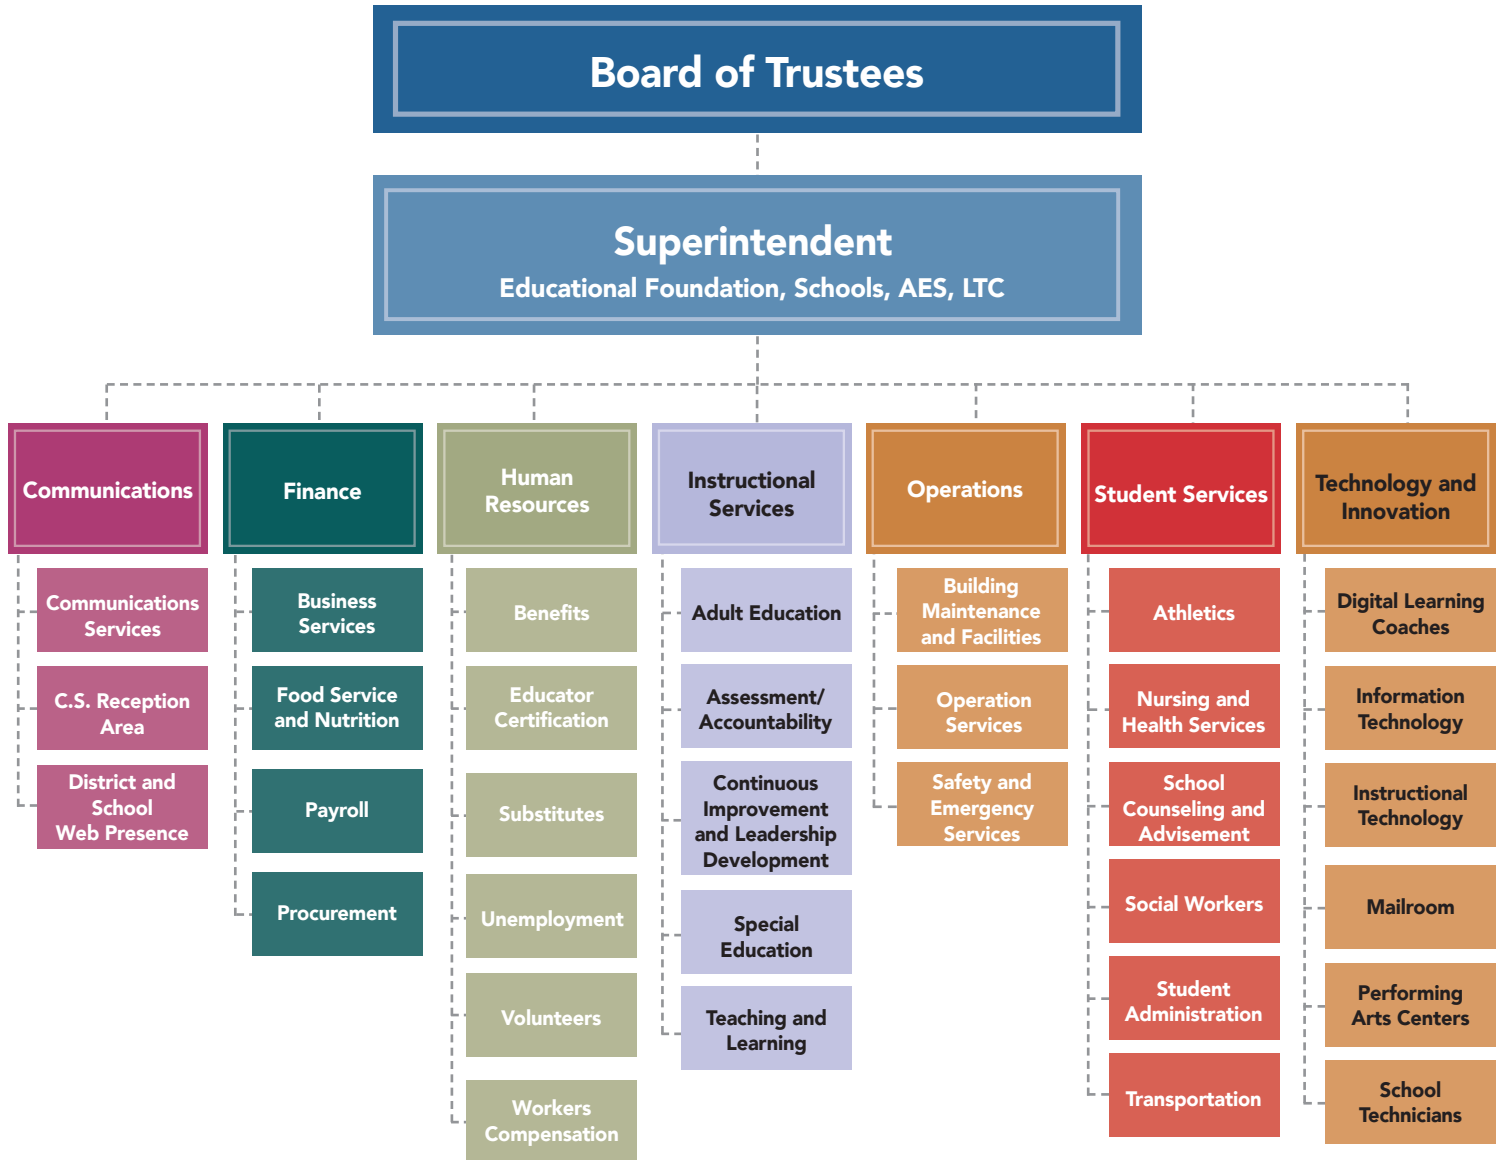 Board of Trustees
Superintendent
Educational Foundation, Schools, AES, LTC
Communications
Communications
Services
C.S. Reception
Area
District and
School
Web Presence
Finance
Business
Services
Food Service
and Nutrition
Payroll
Procurement
Human
Resources
Benefits
Educator
Certification
Substitutes
Unemployment
Volunteers
Workers
Compensation
Instructional
Services
Adult Education
Assessment/
Accountability
Continuous
Improvement
and Leadership
Development
Special
Education
Teaching and
Learning
Operations
Building
Maintenance
and Facilities
Operation
Services
Safety and
Emergency
Services
Student Services
Athletics
Nursing and
Health Services
School
Counseling and
Advisement
Social Workers
Student
Administration
Transportation
Technology and
Innovation
Digital Learning
Coaches
Information
Technology
Instructional
Technology
Mailroom
Performing
Arts Centers
School
Technicians